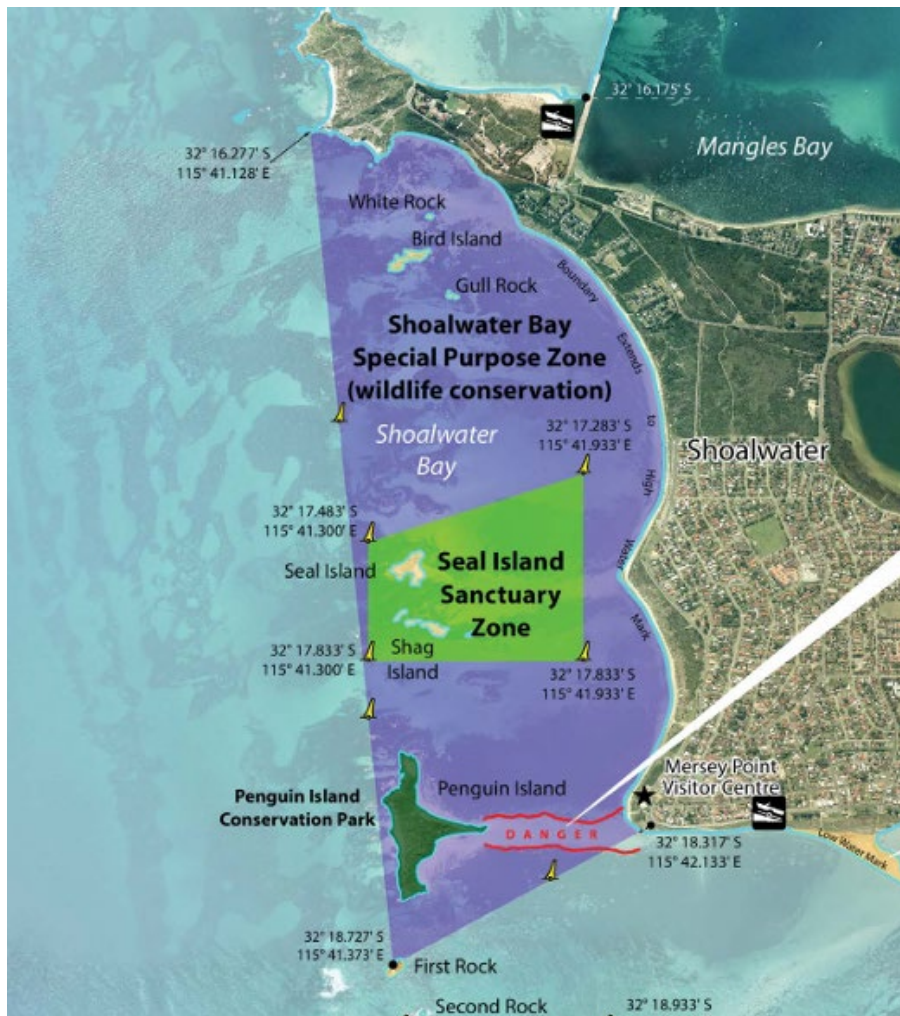 32° 16.175' S
Mangles Bay
32° 16.277' S
115° 41.128' E
White Rock
Bird Island
Gull Rock
Boundary Extends to High Water Mark
Shoalwater Bay
Special Purpose Zone
(wildlife conservation)
Shoalwater
Bay
32° 17.283' S
115° 41.933' E
Shoalwater
32° 17.483' S
115° 41.300' E
Seal Island
Seal Island
Sanctuary
Zone
32° 17.833' S
115° 41.300' E
Shag
Island
32° 17.833' S
115° 41.933' E
Mersey Point
Visitor Centre
Penguin Island
Penguin Island
Conservation Park
DANGER
32° 18.317' S
115° 42.133' E
Low Water Mark
32° 18.727' S
115° 41.373' E
First Rock
Second Rock
32° 18.933' S